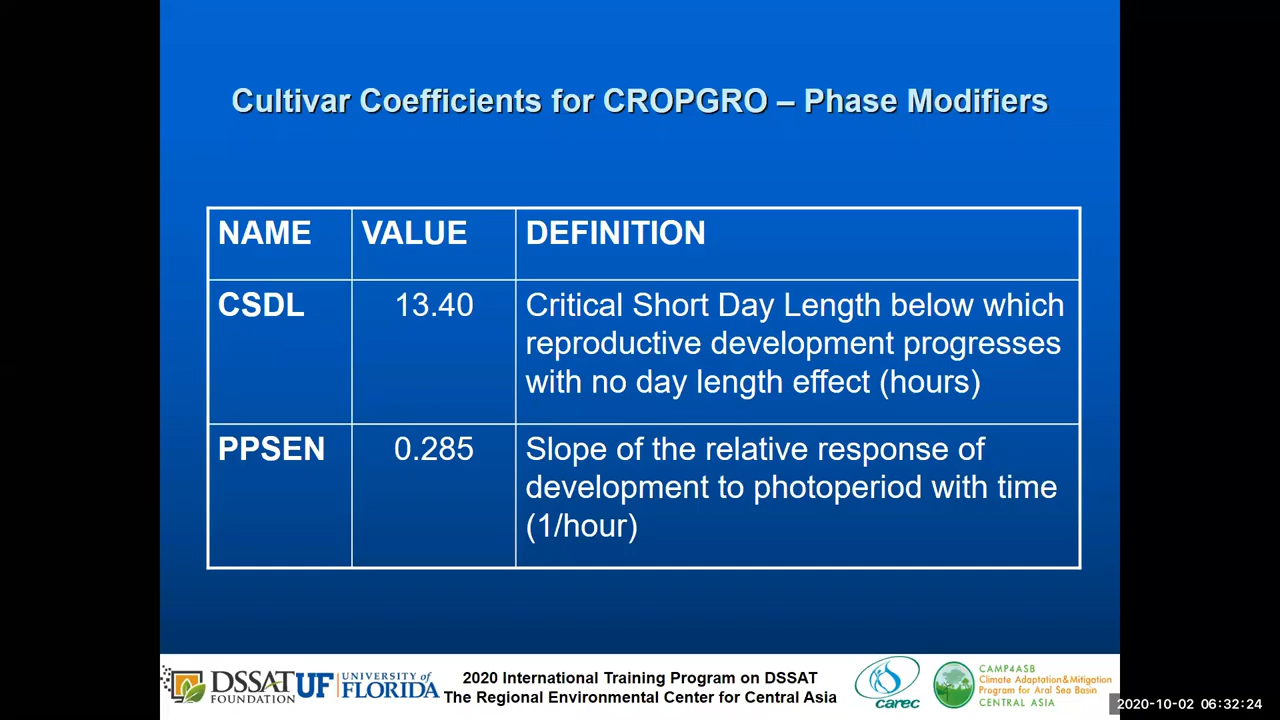 Cultivar Coefficients for CROPGRO – Phase Modifiers
NAME VALUE DEFINITION
CSDL 13.40 Critical Short Day Length below which
reproductive development progresses
with no day length effect (hours)
PPSEN 0.285 Slope of the relative response of
development to photoperiod with time
(1/hour)
DSSAT
FOUNDATION
UF UNIVERSITY of
FLORIDA
2020 International Training Program on DSSAT
The Regional Environmental Center for Central Asia
carec
CAMP4ASB
Climate Adaptation & Mitigation
Program for Aral Sea Basin
CENTRAL ASIA
2020-10-02 06:32:24